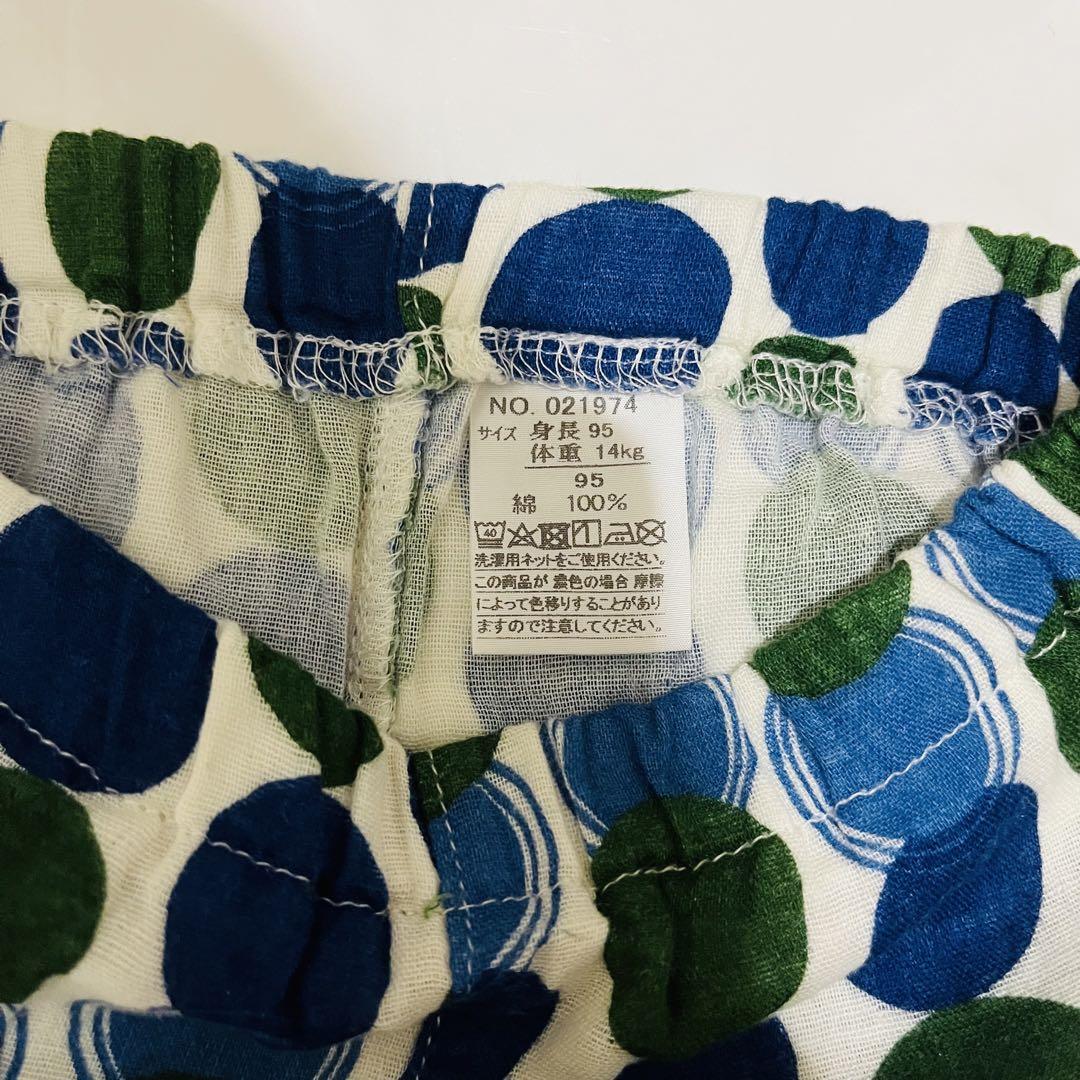 NO. 021974
サイズ 身長 95
体重 14kg
95
綿 100%
40
洗濯用ネットをご使用ください。
この商品が 濃色の場合 摩擦
によって色移りすることがあり
ますので注意してください。